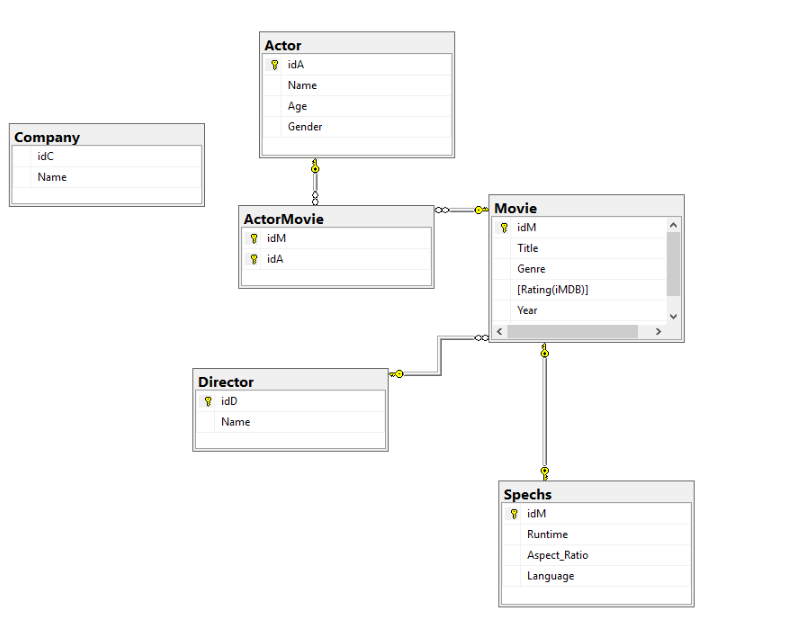 Actor
idA
Name
Age
Gender
Company
idC
Name
ActorMovie
idM
idA
Movie
idM
Title
Genre
[Rating(iMDB)]
Year
Director
idD
Name
Spechs
idM
Runtime
Aspect_Ratio
Language